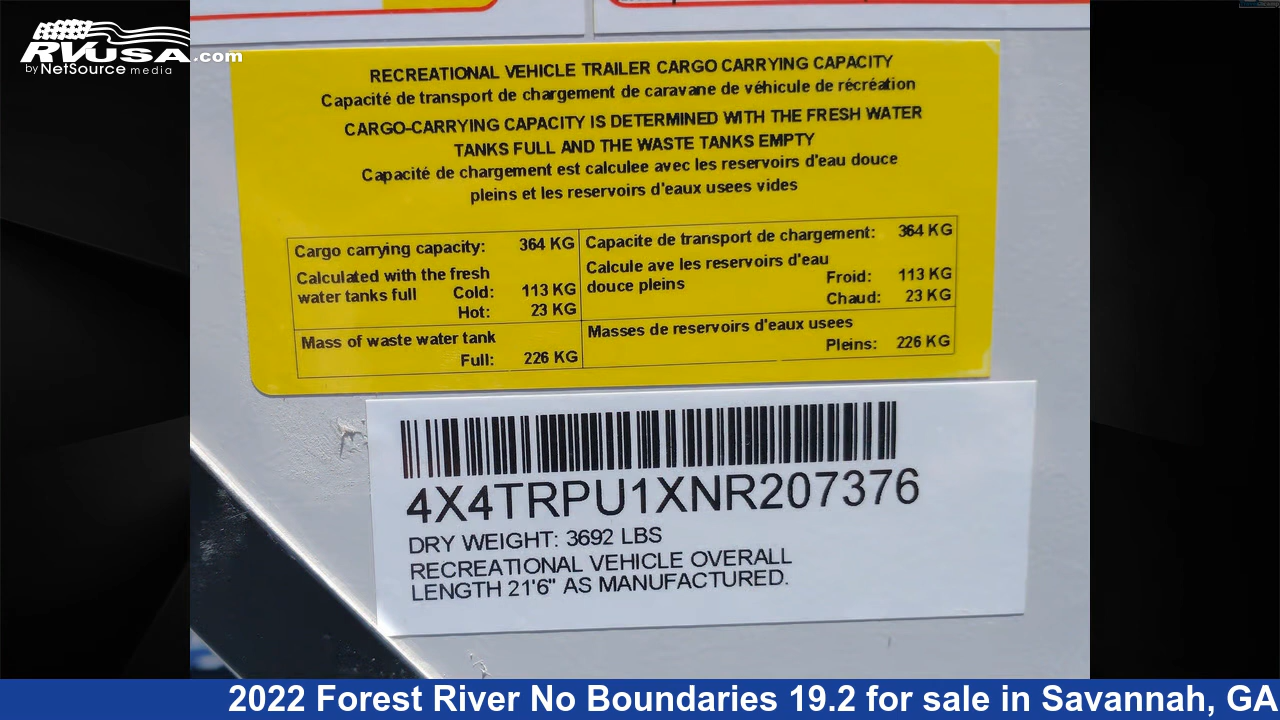 RVUSA.com
by NetSource media
RECREATIONAL VEHICLE TRAILER CARGO CARRYING CAPACITY
Capacité de transport de chargement de caravane de véhicule de récréation
CARGO-CARRYING CAPACITY IS DETERMINED WITH THE FRESH WATER
TANKS FULL AND THE WASTE TANKS EMPTY
Capacité de chargement est calculee avec les reservoirs d'eau douce
pleins et les reservoirs d'eaux usees vides
Cargo carrying capacity: 364 KG
Calculated with the fresh
water tanks full Cold: 113 KG
Hot: 23 KG
Mass of waste water tank
Full: 226 KG
Capacite de transport de chargement: 364 KG
Calcule ave les reservoirs d'eau
douce pleins Froid: 113 KG
Chaud: 23 KG
Masses de reservoirs d'eaux usees
Pleins: 226 KG
4X4TRPU1XNR207376
DRY WEIGHT: 3692 LBS
RECREATIONAL VEHICLE OVERALL
LENGTH 21'6" AS MANUFACTURED.
2022 Forest River No Boundaries 19.2 for sale in Savannah, GA